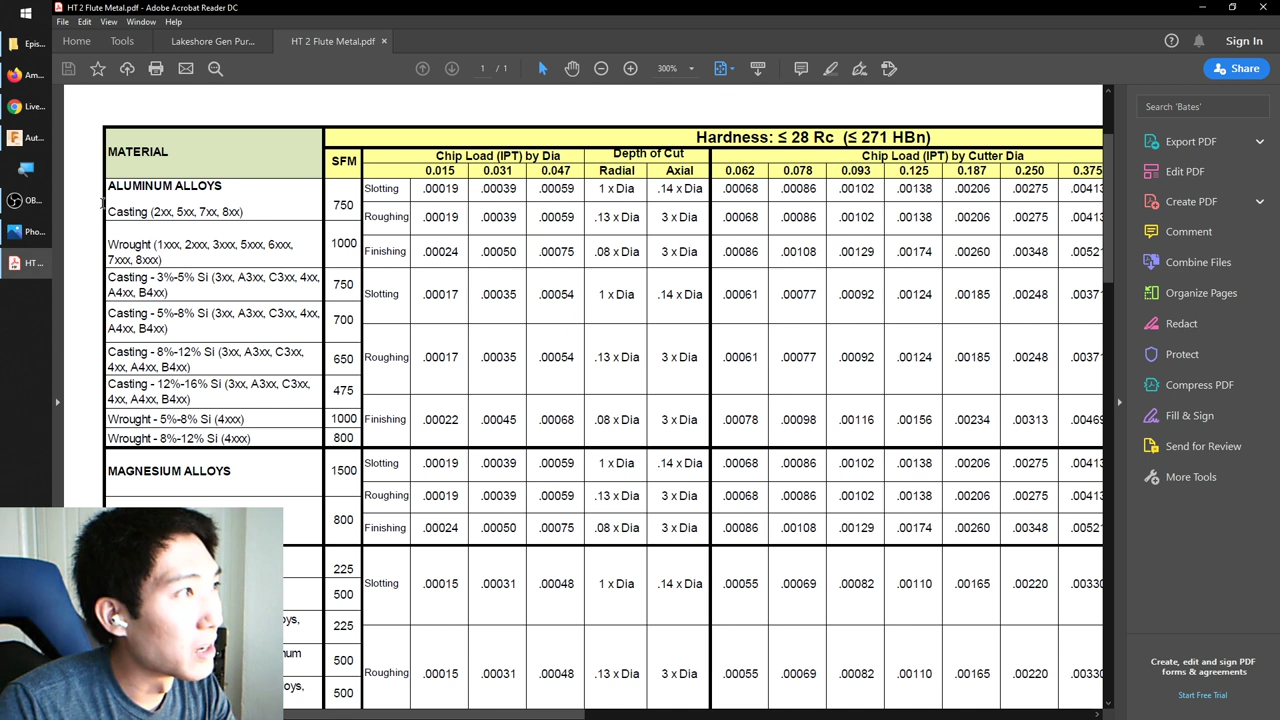 HT 2 Flute Metal.pdf - Adobe Acrobat Reader DC
File Edit View Window Help
Home Tools Lakeshore Gen Pur... HT 2 Flute Metal.pdf × Sign In
1 / 1 300% Share
Epis...
Am...
Live...
Aut...
OB...
Pho...
HT ...
MATERIAL
SFM
Hardness: ≤ 28 Rc (≤ 271 HBn)
Chip Load (IPT) by Dia Depth of Cut Chip Load (IPT) by Cutter Dia
0.015 0.031 0.047 Radial Axial 0.062 0.078 0.093 0.125 0.187 0.250 0.375
ALUMINUM ALLOYS
Casting (2xx, 5xx, 7xx, 8xx)
750
Slotting .00019 .00039 .00059 1 x Dia .14 x Dia .00068 .00086 .00102 .00138 .00206 .00275 .00413
Roughing .00019 .00039 .00059 .13 x Dia 3 x Dia .00068 .00086 .00102 .00138 .00206 .00275 .00413
Wrought (1xxx, 2xxx, 3xxx, 5xxx, 6xxx,
7xxx, 8xxx)
1000
Finishing .00024 .00050 .00075 .08 x Dia 3 x Dia .00086 .00108 .00129 .00174 .00260 .00348 .00521
Casting - 3%-5% Si (3xx, A3xx, C3xx, 4xx,
A4xx, B4xx)
750
Slotting .00017 .00035 .00054 1 x Dia .14 x Dia .00061 .00077 .00092 .00124 .00185 .00248 .00371
Casting - 5%-8% Si (3xx, A3xx, C3xx, 4xx,
A4xx, B4xx)
700
Casting - 8%-12% Si (3xx, A3xx, C3xx,
4xx, A4xx, B4xx)
650
Roughing .00017 .00035 .00054 .13 x Dia 3 x Dia .00061 .00077 .00092 .00124 .00185 .00248 .00371
Casting - 12%-16% Si (3xx, A3xx, C3xx,
4xx, A4xx, B4xx)
475
Wrought - 5%-8% Si (4xxx) 1000
Finishing .00022 .00045 .00068 .08 x Dia 3 x Dia .00078 .00098 .00116 .00156 .00234 .00313 .00469
Wrought - 8%-12% Si (4xxx) 800
MAGNESIUM ALLOYS 1500
Slotting .00019 .00039 .00059 1 x Dia .14 x Dia .00068 .00086 .00102 .00138 .00206 .00275 .00413
Roughing .00019 .00039 .00059 .13 x Dia 3 x Dia .00068 .00086 .00102 .00138 .00206 .00275 .00413
800
Finishing .00024 .00050 .00075 .08 x Dia 3 x Dia .00086 .00108 .00129 .00174 .00260 .00348 .00521
225
Slotting .00015 .00031 .00048 1 x Dia .14 x Dia .00055 .00069 .00082 .00110 .00165 .00220 .00330
500
oys,
225
num
500
Roughing .00015 .00031 .00048 .13 x Dia 3 x Dia .00055 .00069 .00082 .00110 .00165 .00220 .00330
oys,
500
Search 'Bates'
Export PDF
Edit PDF
Create PDF
Comment
Combine Files
Organize Pages
Redact
Protect
Compress PDF
Fill & Sign
Send for Review
More Tools
Create, edit and sign PDF
forms & agreements
Start Free Trial